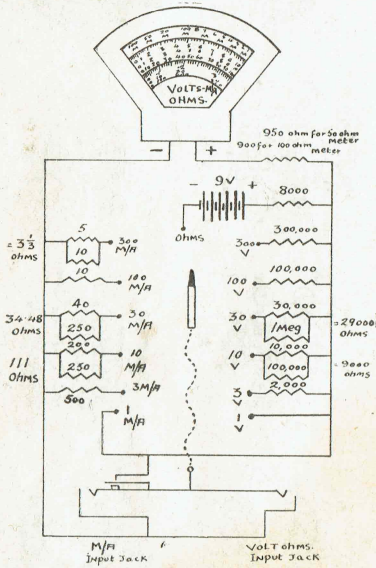 VOLTS-MA
OHMS.
- +
950 ohm for 50 ohm
meter
900 for 100 ohm
meter
- 9V +
8000
Ohms
5
10
= 3 1/3
Ohms
300
M/A
300,000
300
V
10
100
M/A
100,000
100
V
40
250
34.48
Ohms
30
M/A
30,000
1Meg
30
V
=29000
ohms
200
250
111
Ohms
10
M/A
10,000
100,000
10
V
=9000
ohms
3M/A
500
2,000
3
V
1
M/A
1
V
M/A
Input Jack
VOLT OHMS.
Input Jack